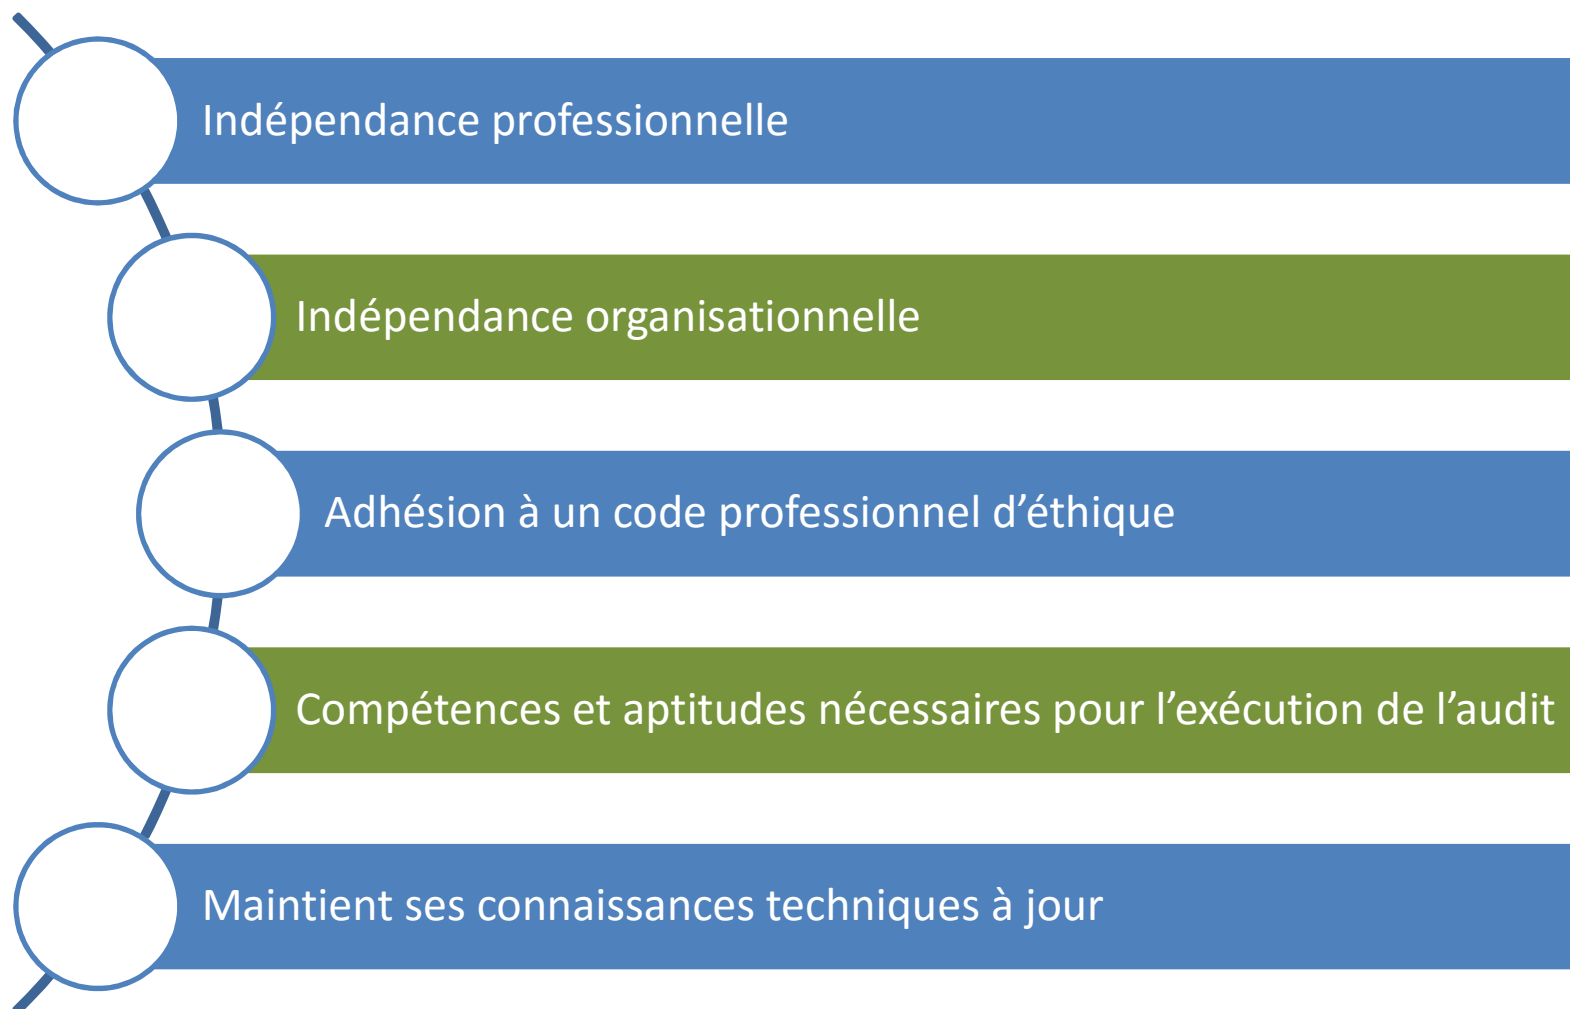 Indépendance professionnelle
Indépendance organisationnelle
Adhésion à un code professionnel d’éthique
Compétences et aptitudes nécessaires pour l’exécution de l’audit
Maintient ses connaissances techniques à jour